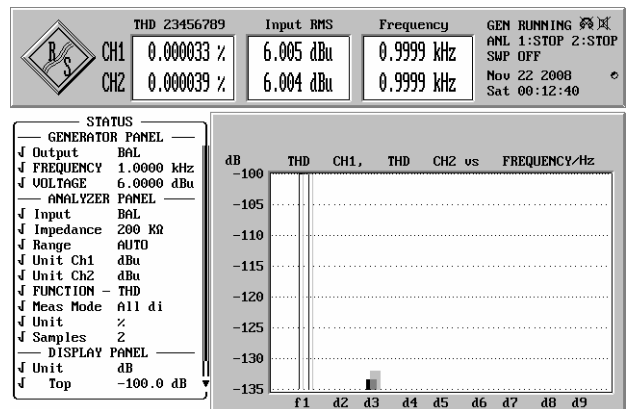 THD 23456789 Input RMS Frequency
R/S CH1 0.000033 % 6.005 dBu 0.9999 kHz
CH2 0.000039 % 6.004 dBu 0.9999 kHz
GEN RUNNING
ANL 1:STOP 2:STOP
SWP OFF
Nov 22 2008
Sat 00:12:40
STATUS
GENERATOR PANEL
Output BAL
FREQUENCY 1.0000 kHz
VOLTAGE 6.0000 dBu
ANALYZER PANEL
Input BAL
Impedance 200 KΩ
Range AUTO
Unit Ch1 dBu
Unit Ch2 dBu
FUNCTION - THD
Meas Mode All di
Unit %
Samples 2
DISPLAY PANEL
Unit dB
Top -100.0 dB
dB THD CH1, THD CH2 vs FREQUENCY/Hz
-100
-105
-110
-115
-120
-125
-130
-135
f1 d2 d3 d4 d5 d6 d7 d8 d9